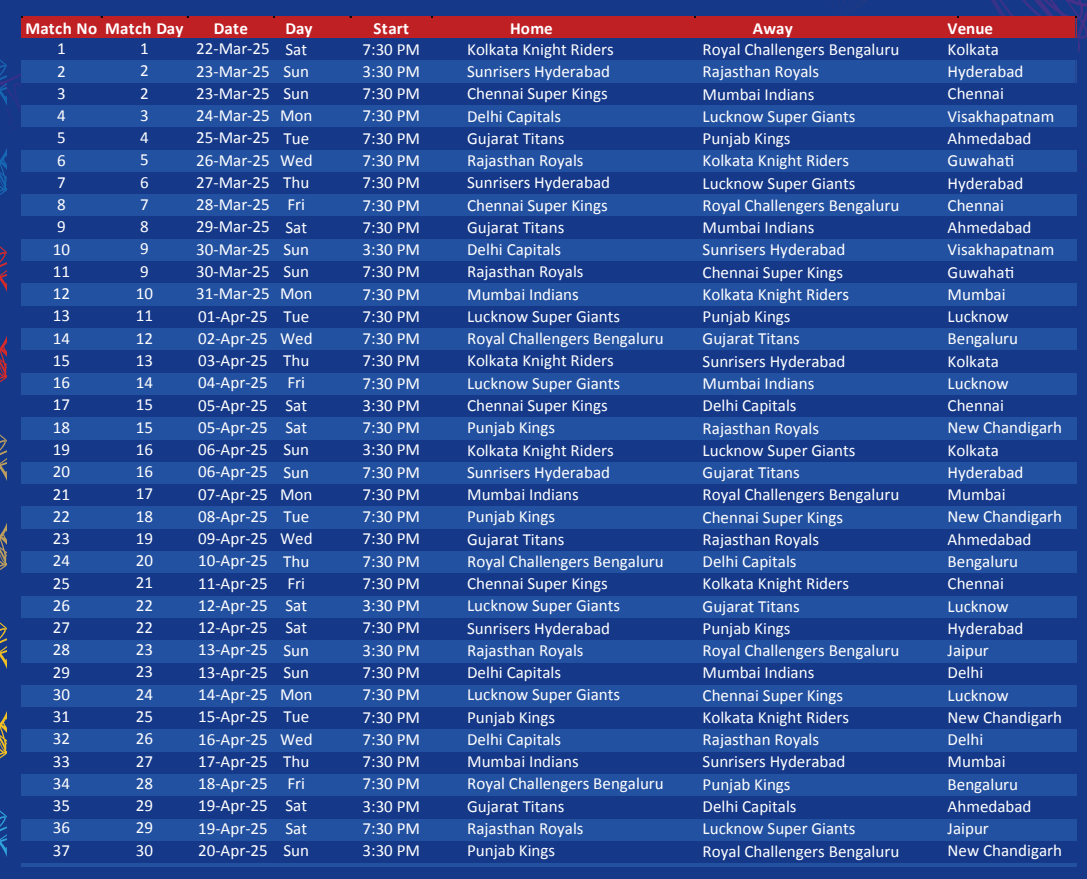 Match No Match Day Date Day Start Home Away Venue
1 1 22-Mar-25 Sat 7:30 PM Kolkata Knight Riders Royal Challengers Bengaluru Kolkata
2 2 23-Mar-25 Sun 3:30 PM Sunrisers Hyderabad Rajasthan Royals Hyderabad
3 2 23-Mar-25 Sun 7:30 PM Chennai Super Kings Mumbai Indians Chennai
4 3 24-Mar-25 Mon 7:30 PM Delhi Capitals Lucknow Super Giants Visakhapatnam
5 4 25-Mar-25 Tue 7:30 PM Gujarat Titans Punjab Kings Ahmedabad
6 5 26-Mar-25 Wed 7:30 PM Rajasthan Royals Kolkata Knight Riders Guwahati
7 6 27-Mar-25 Thu 7:30 PM Sunrisers Hyderabad Lucknow Super Giants Hyderabad
8 7 28-Mar-25 Fri 7:30 PM Chennai Super Kings Royal Challengers Bengaluru Chennai
9 8 29-Mar-25 Sat 7:30 PM Gujarat Titans Mumbai Indians Ahmedabad
10 9 30-Mar-25 Sun 3:30 PM Delhi Capitals Sunrisers Hyderabad Visakhapatnam
11 9 30-Mar-25 Sun 7:30 PM Rajasthan Royals Chennai Super Kings Guwahati
12 10 31-Mar-25 Mon 7:30 PM Mumbai Indians Kolkata Knight Riders Mumbai
13 11 01-Apr-25 Tue 7:30 PM Lucknow Super Giants Punjab Kings Lucknow
14 12 02-Apr-25 Wed 7:30 PM Royal Challengers Bengaluru Gujarat Titans Bengaluru
15 13 03-Apr-25 Thu 7:30 PM Kolkata Knight Riders Sunrisers Hyderabad Kolkata
16 14 04-Apr-25 Fri 7:30 PM Lucknow Super Giants Mumbai Indians Lucknow
17 15 05-Apr-25 Sat 3:30 PM Chennai Super Kings Delhi Capitals Chennai
18 15 05-Apr-25 Sat 7:30 PM Punjab Kings Rajasthan Royals New Chandigarh
19 16 06-Apr-25 Sun 3:30 PM Kolkata Knight Riders Lucknow Super Giants Kolkata
20 16 06-Apr-25 Sun 7:30 PM Sunrisers Hyderabad Gujarat Titans Hyderabad
21 17 07-Apr-25 Mon 7:30 PM Mumbai Indians Royal Challengers Bengaluru Mumbai
22 18 08-Apr-25 Tue 7:30 PM Punjab Kings Chennai Super Kings New Chandigarh
23 19 09-Apr-25 Wed 7:30 PM Gujarat Titans Rajasthan Royals Ahmedabad
24 20 10-Apr-25 Thu 7:30 PM Royal Challengers Bengaluru Delhi Capitals Bengaluru
25 21 11-Apr-25 Fri 7:30 PM Chennai Super Kings Kolkata Knight Riders Chennai
26 22 12-Apr-25 Sat 3:30 PM Lucknow Super Giants Gujarat Titans Lucknow
27 22 12-Apr-25 Sat 7:30 PM Sunrisers Hyderabad Punjab Kings Hyderabad
28 23 13-Apr-25 Sun 3:30 PM Rajasthan Royals Royal Challengers Bengaluru Jaipur
29 23 13-Apr-25 Sun 7:30 PM Delhi Capitals Mumbai Indians Delhi
30 24 14-Apr-25 Mon 7:30 PM Lucknow Super Giants Chennai Super Kings Lucknow
31 25 15-Apr-25 Tue 7:30 PM Punjab Kings Kolkata Knight Riders New Chandigarh
32 26 16-Apr-25 Wed 7:30 PM Delhi Capitals Rajasthan Royals Delhi
33 27 17-Apr-25 Thu 7:30 PM Mumbai Indians Sunrisers Hyderabad Mumbai
34 28 18-Apr-25 Fri 7:30 PM Royal Challengers Bengaluru Punjab Kings Bengaluru
35 29 19-Apr-25 Sat 3:30 PM Gujarat Titans Delhi Capitals Ahmedabad
36 29 19-Apr-25 Sat 7:30 PM Rajasthan Royals Lucknow Super Giants Jaipur
37 30 20-Apr-25 Sun 3:30 PM Punjab Kings Royal Challengers Bengaluru New Chandigarh